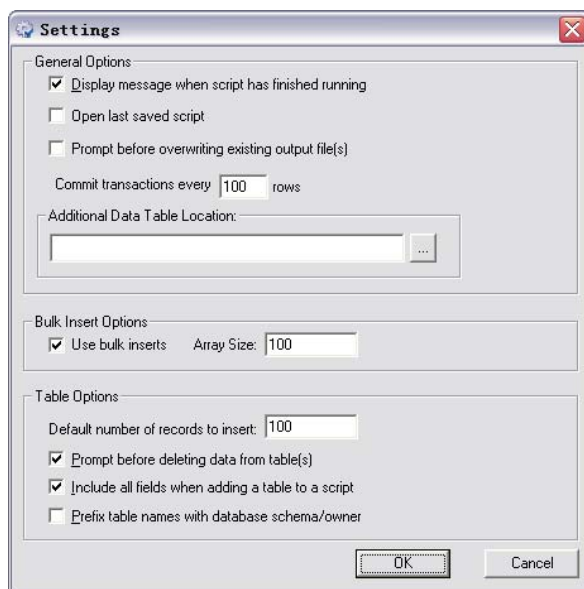 Settings
General Options
Display message when script has finished running
Open last saved script
Prompt before overwriting existing output file(s)
Commit transactions every 100 rows
Additional Data Table Location:
...
Bulk Insert Options
Use bulk inserts Array Size: 100
Table Options
Default number of records to insert: 100
Prompt before deleting data from table(s)
Include all fields when adding a table to a script
Prefix table names with database schema/owner
OK Cancel